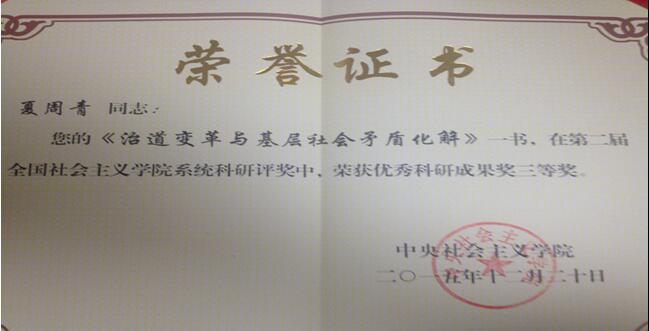 荣誉证书
夏周青 同志：
您的《治道变革与基层社会矛盾化解》一书，在第二届
全国社会主义学院系统科研评奖中，荣获优秀科研成果奖三等奖。
中央社会主义学院
二〇一五年十二月二十日